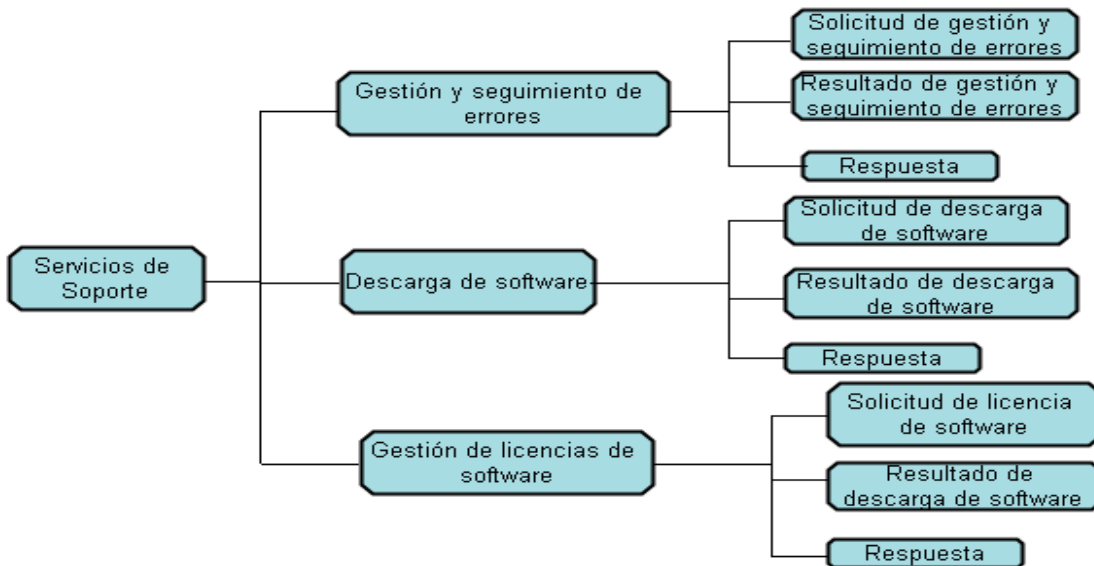 Servicios de
Soporte
Gestión y seguimiento de
errores
Solicitud de gestión y
seguimiento de errores
Resultado de gestión y
seguimiento de errores
Respuesta
Descarga de software
Solicitud de descarga
de software
Resultado de descarga
de software
Respuesta
Gestión de licencias de
software
Solicitud de licencia
de software
Resultado de
descarga de software
Respuesta